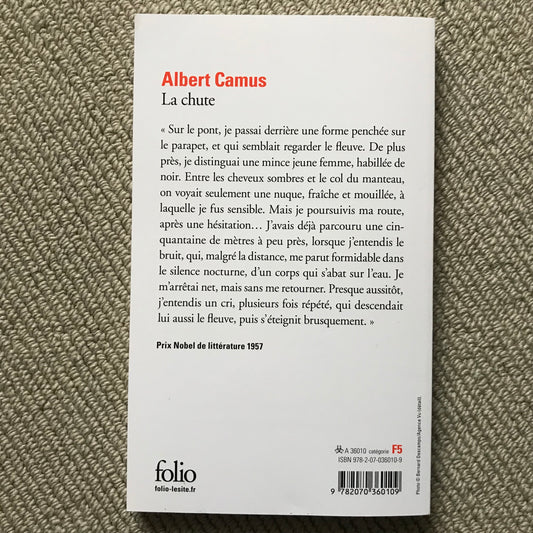 Albert Camus
La chute
« Sur le pont, je passai derrière une forme penchée sur
le parapet, et qui semblait regarder le fleuve. De plus
près, je distinguai une mince jeune femme, habillée de
noir. Entre les cheveux sombres et le col du manteau,
on voyait seulement une nuque, fraîche et mouillée, à
laquelle je fus sensible. Mais je poursuivis ma route,
après une hésitation… J’avais déjà parcouru une cin-
quantaine de mètres à peu près, lorsque j’entendis le
bruit, qui, malgré la distance, me parut formidable dans
le silence nocturne, d’un corps qui s’abat sur l’eau. Je
m’arrêtai net, mais sans me retourner. Presque aussitôt,
j’entendis un cri, plusieurs fois répété, qui descendait
lui aussi le fleuve, puis s’éteignit brusquement. »
Prix Nobel de littérature 1957
A 36010 catégorie F5
ISBN 978-2-07-036010-9
folio
folio-lesite.fr
9 782070 360109
Photo © Bernard Descamps/Agence Vu (détail).